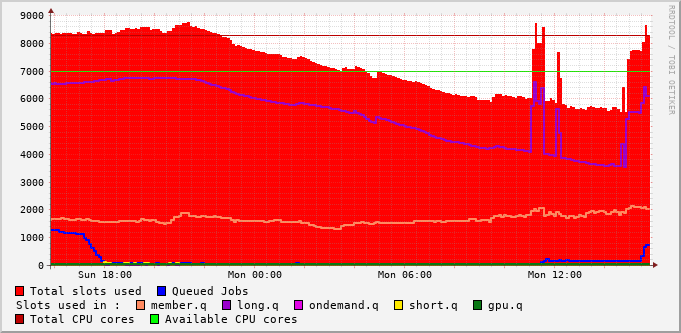 9000
8000
7000
6000
5000
4000
3000
2000
1000
0
Sun 18:00 Mon 00:00 Mon 06:00 Mon 12:00
RRDTOOL / TOBI OETIKER
Total slots used Queued Jobs
Slots used in : member.q long.q ondemand.q short.q gpu.q
Total CPU cores Available CPU cores